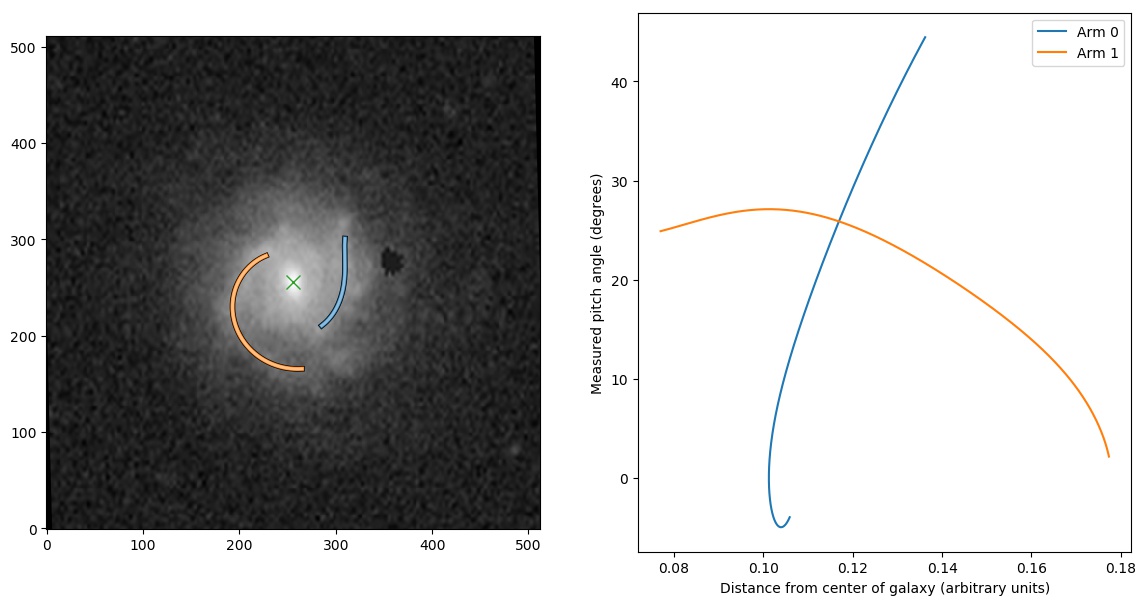 500
400
300
200
100
0
0 100 200 300 400 500
Measured pitch angle (degrees)
40
30
20
10
0
Arm 0
Arm 1
0.08 0.10 0.12 0.14 0.16 0.18
Distance from center of galaxy (arbitrary units)